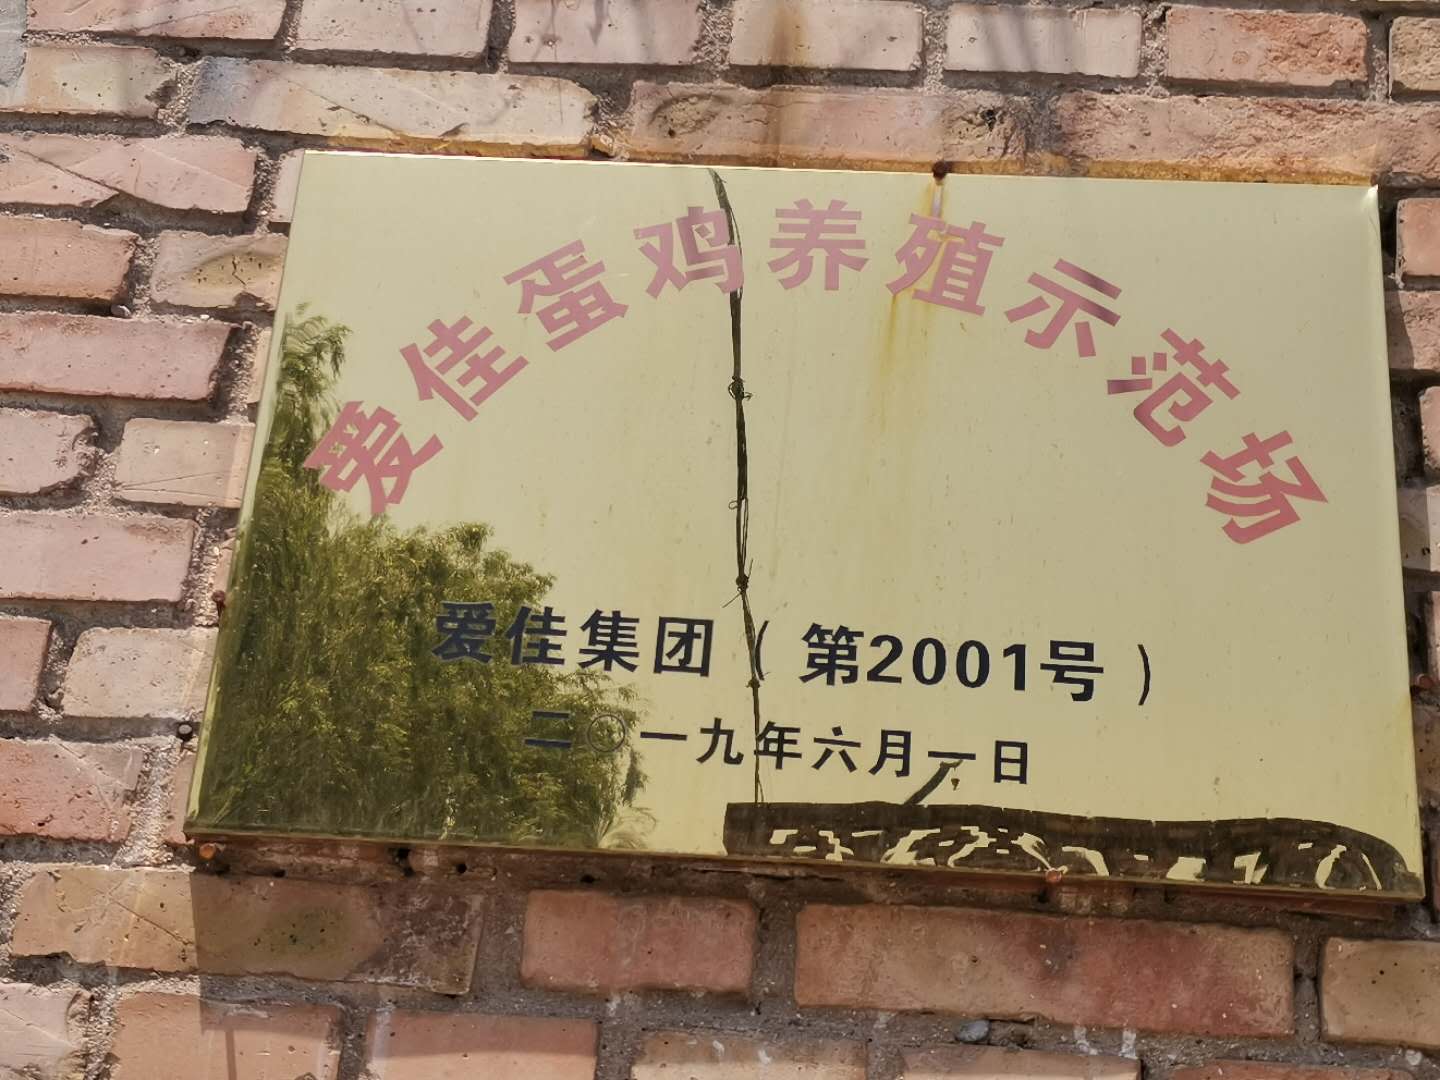 爱佳蛋鸡养殖示范场
爱佳集团（第2001号）
二〇一九年六月一日